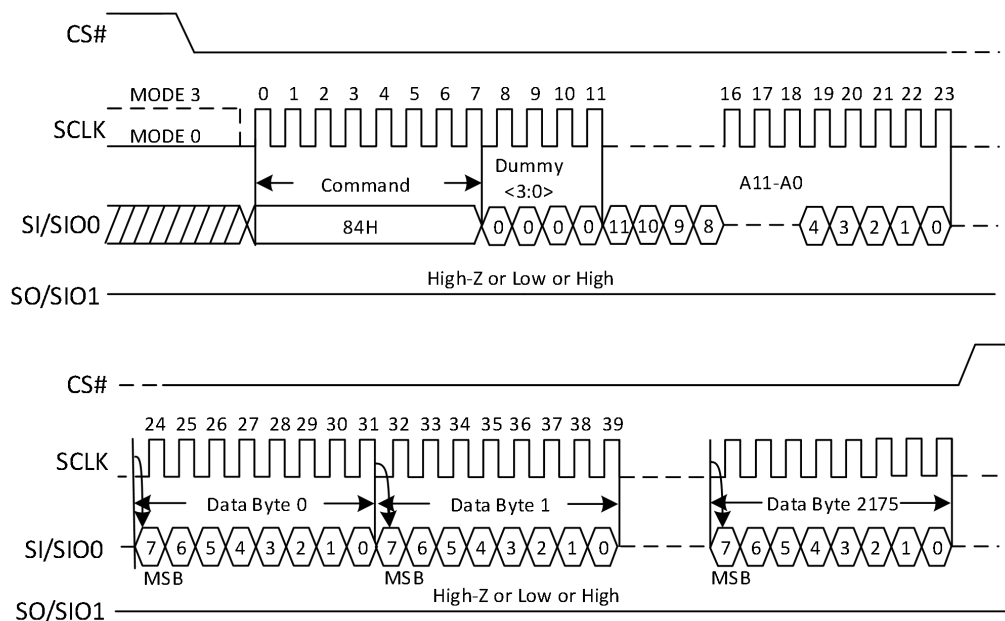 CS#
MODE 3
0 1 2 3 4 5 6 7 8 9 10 11 16 17 18 19 20 21 22 23
SCLK
MODE 0
Command
Dummy
<3:0>
A11-A0
SI/SIO0
84H 0 0 0 0 11 10 9 8 4 3 2 1 0
High-Z or Low or High
SO/SIO1
CS#
24 25 26 27 28 29 30 31 32 33 34 35 36 37 38 39
SCLK
Data Byte 0 Data Byte 1 Data Byte 2175
SI/SIO0
7 6 5 4 3 2 1 0 7 6 5 4 3 2 1 0 7 6 5 4 3 2 1 0
MSB MSB MSB
High-Z or Low or High
SO/SIO1